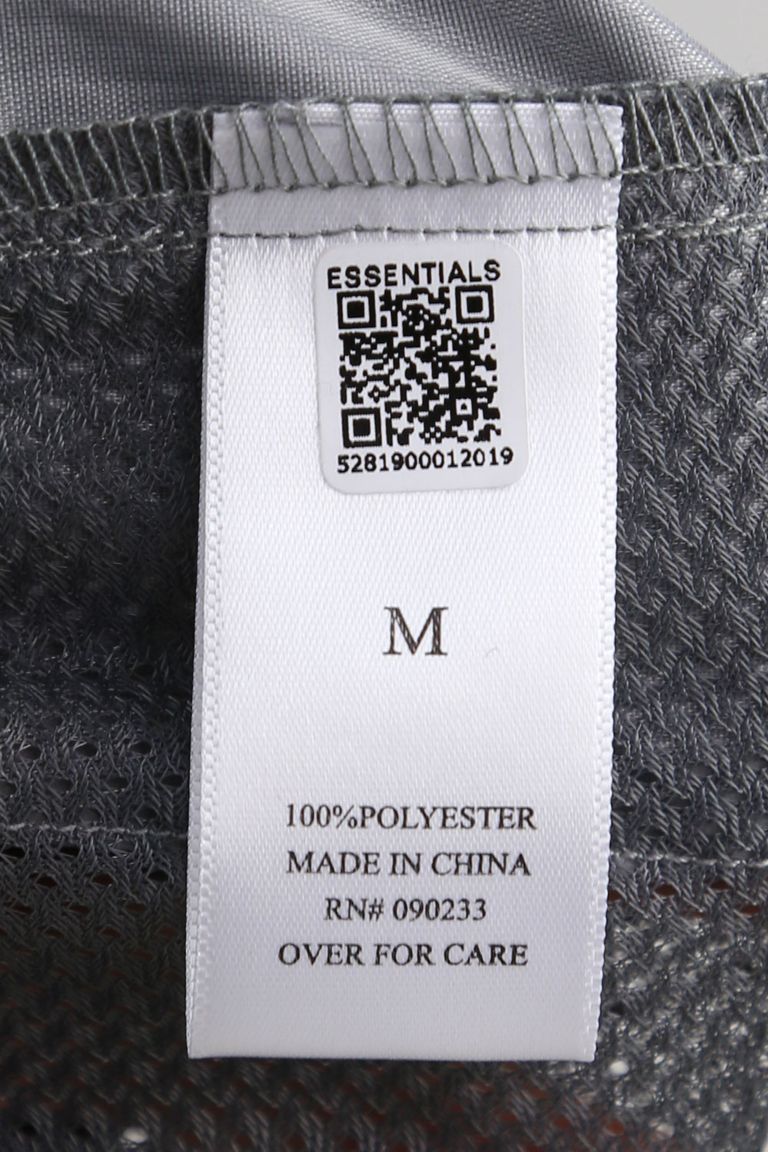 ESSENTIALS
5281900012019
M
100%POLYESTER
MADE IN CHINA
RN# 090233
OVER FOR CARE